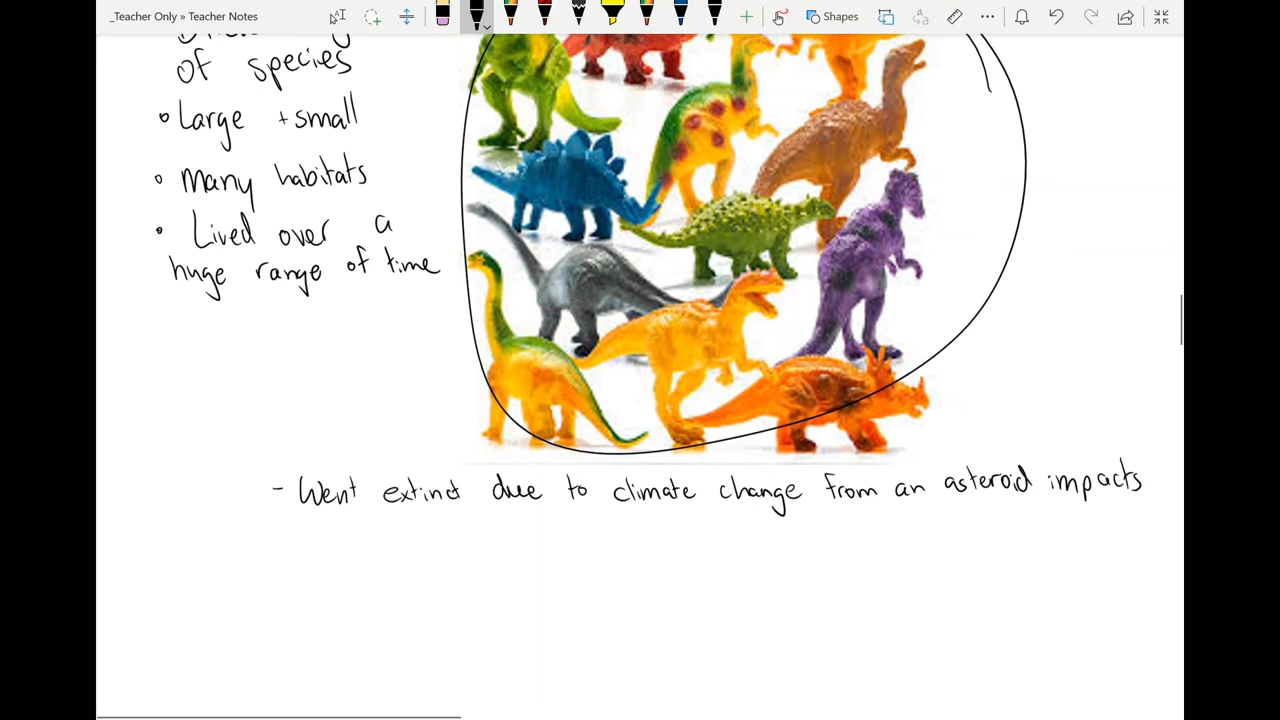 _Teacher Only » Teacher Notes
Shapes
of species
Large + small
Many habitats
Lived over a
huge range of time
- Went extinct due to climate change from an asteroid impacts